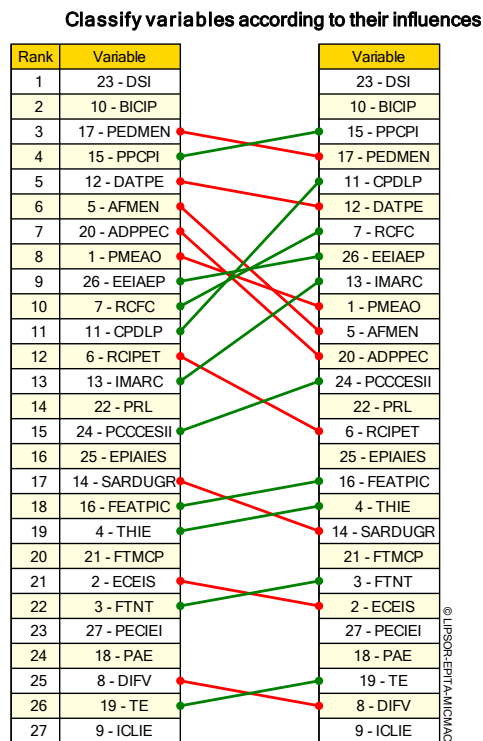 Classify variables according to their influences
Rank Variable Variable
1 23 - DSI 23 - DSI
2 10 - BICIP 10 - BICIP
3 17 - PEDMEN 15 - PPCPI
4 15 - PPCPI 17 - PEDMEN
5 12 - DATPE 11 - CPDLP
6 5 - AFMEN 12 - DATPE
7 20 - ADPPEC 7 - RCFC
8 1 - PMEAO 26 - EEIAEP
9 26 - EEIAEP 13 - IMARC
10 7 - RCFC 1 - PMEAO
11 11 - CPDLP 5 - AFMEN
12 6 - RCIPET 20 - ADPPEC
13 13 - IMARC 24 - PCCCESII
14 22 - PRL 22 - PRL
15 24 - PCCCESII 6 - RCIPET
16 25 - EPIAIES 25 - EPIAIES
17 14 - SARDUGR 16 - FEATPIC
18 16 - FEATPIC 4 - THIE
19 4 - THIE 14 - SARDUGR
20 21 - FTMCP 21 - FTMCP
21 2 - ECEIS 3 - FTNT
22 3 - FTNT 2 - ECEIS
23 27 - PECIEI 27 - PECIEI
24 18 - PAE 18 - PAE
25 8 - DIFV 19 - TE
26 19 - TE 8 - DIFV
27 9 - ICLIE 9 - ICLIE
© LIPSOR-EPITA-MICMAC